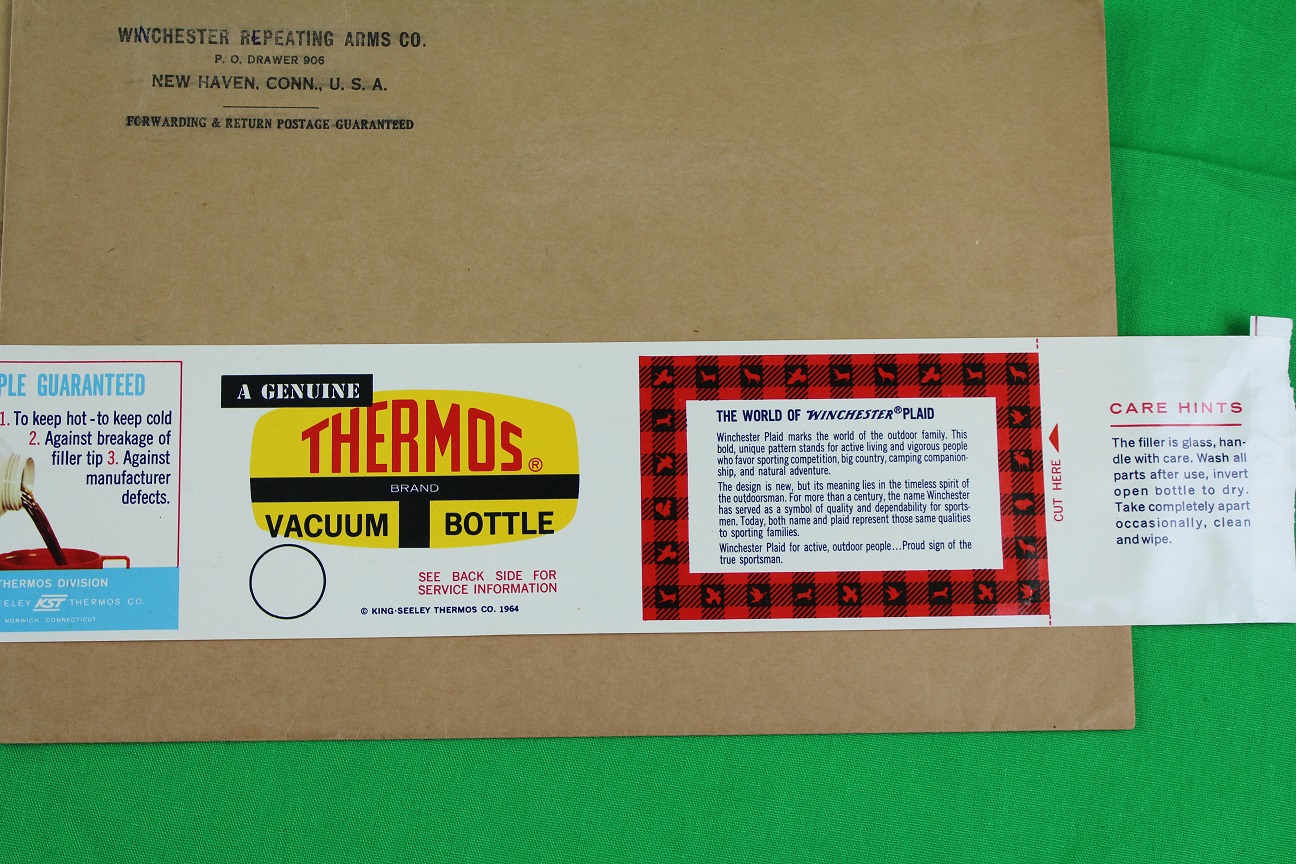 WINCHESTER REPEATING ARMS CO.
P. O. DRAWER 906
NEW HAVEN, CONN., U. S. A.
FORWARDING & RETURN POSTAGE GUARANTEED
PLE GUARANTEED
1. To keep hot - to keep cold
2. Against breakage of
filler tip 3. Against
manufacturer
defects.
THERMOS DIVISION
EELEY KST THERMOS CO.
NORWICH, CONNECTICUT
A GENUINE
THERMOS®
BRAND
VACUUM BOTTLE
SEE BACK SIDE FOR
SERVICE INFORMATION
© KING-SEELEY THERMOS CO. 1964
THE WORLD OF WINCHESTER® PLAID
Winchester Plaid marks the world of the outdoor family. This
bold, unique pattern stands for active living and vigorous people
who favor sporting competition, big country, camping companion-
ship, and natural adventure.
The design is new, but its meaning lies in the timeless spirit of
the outdoorsman. For more than a century, the name Winchester
has served as a symbol of quality and dependability for sports-
men. Today, both name and plaid represent those same qualities
to sporting families.
Winchester Plaid for active, outdoor people...Proud sign of the
true sportsman.
CUT HERE
CARE HINTS
The filler is glass, han-
dle with care. Wash all
parts after use, invert
open bottle to dry.
Take completely apart
occasionally, clean
and wipe.